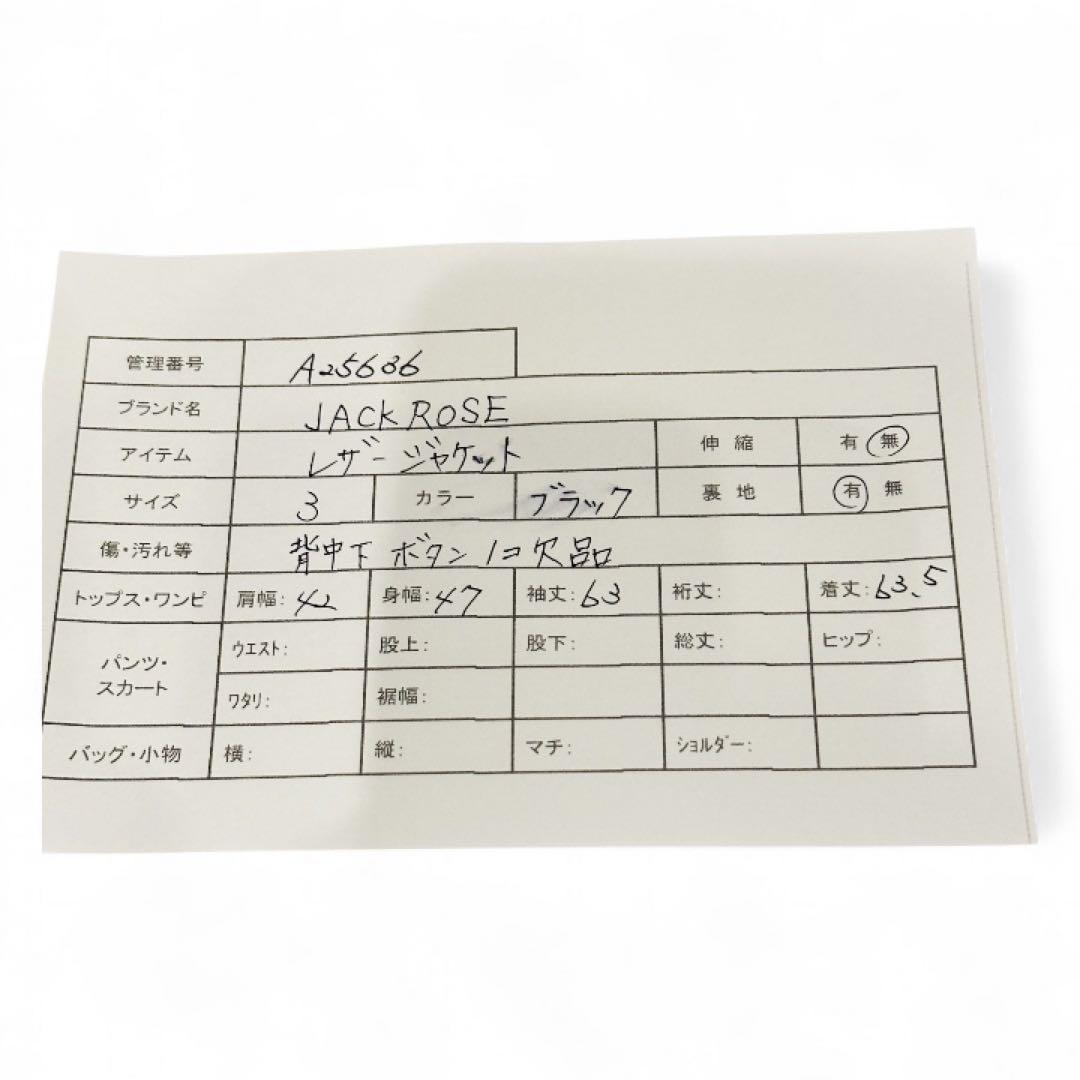 管理番号 A25686
ブランド名 JACKROSE
アイテム レザージャケット 伸縮 有 無
サイズ 3 カラー ブラック 裏地 有 無
傷・汚れ等 背中下ボタン1コ欠品
トップス・ワンピ 肩幅:42 身幅:47 袖丈:63 裄丈: 着丈:63.5
パンツ・スカート ウエスト: 股上: 股下: 総丈: ヒップ:
ワタリ: 裾幅:
バッグ・小物 横: 縦: マチ: ショルダー: